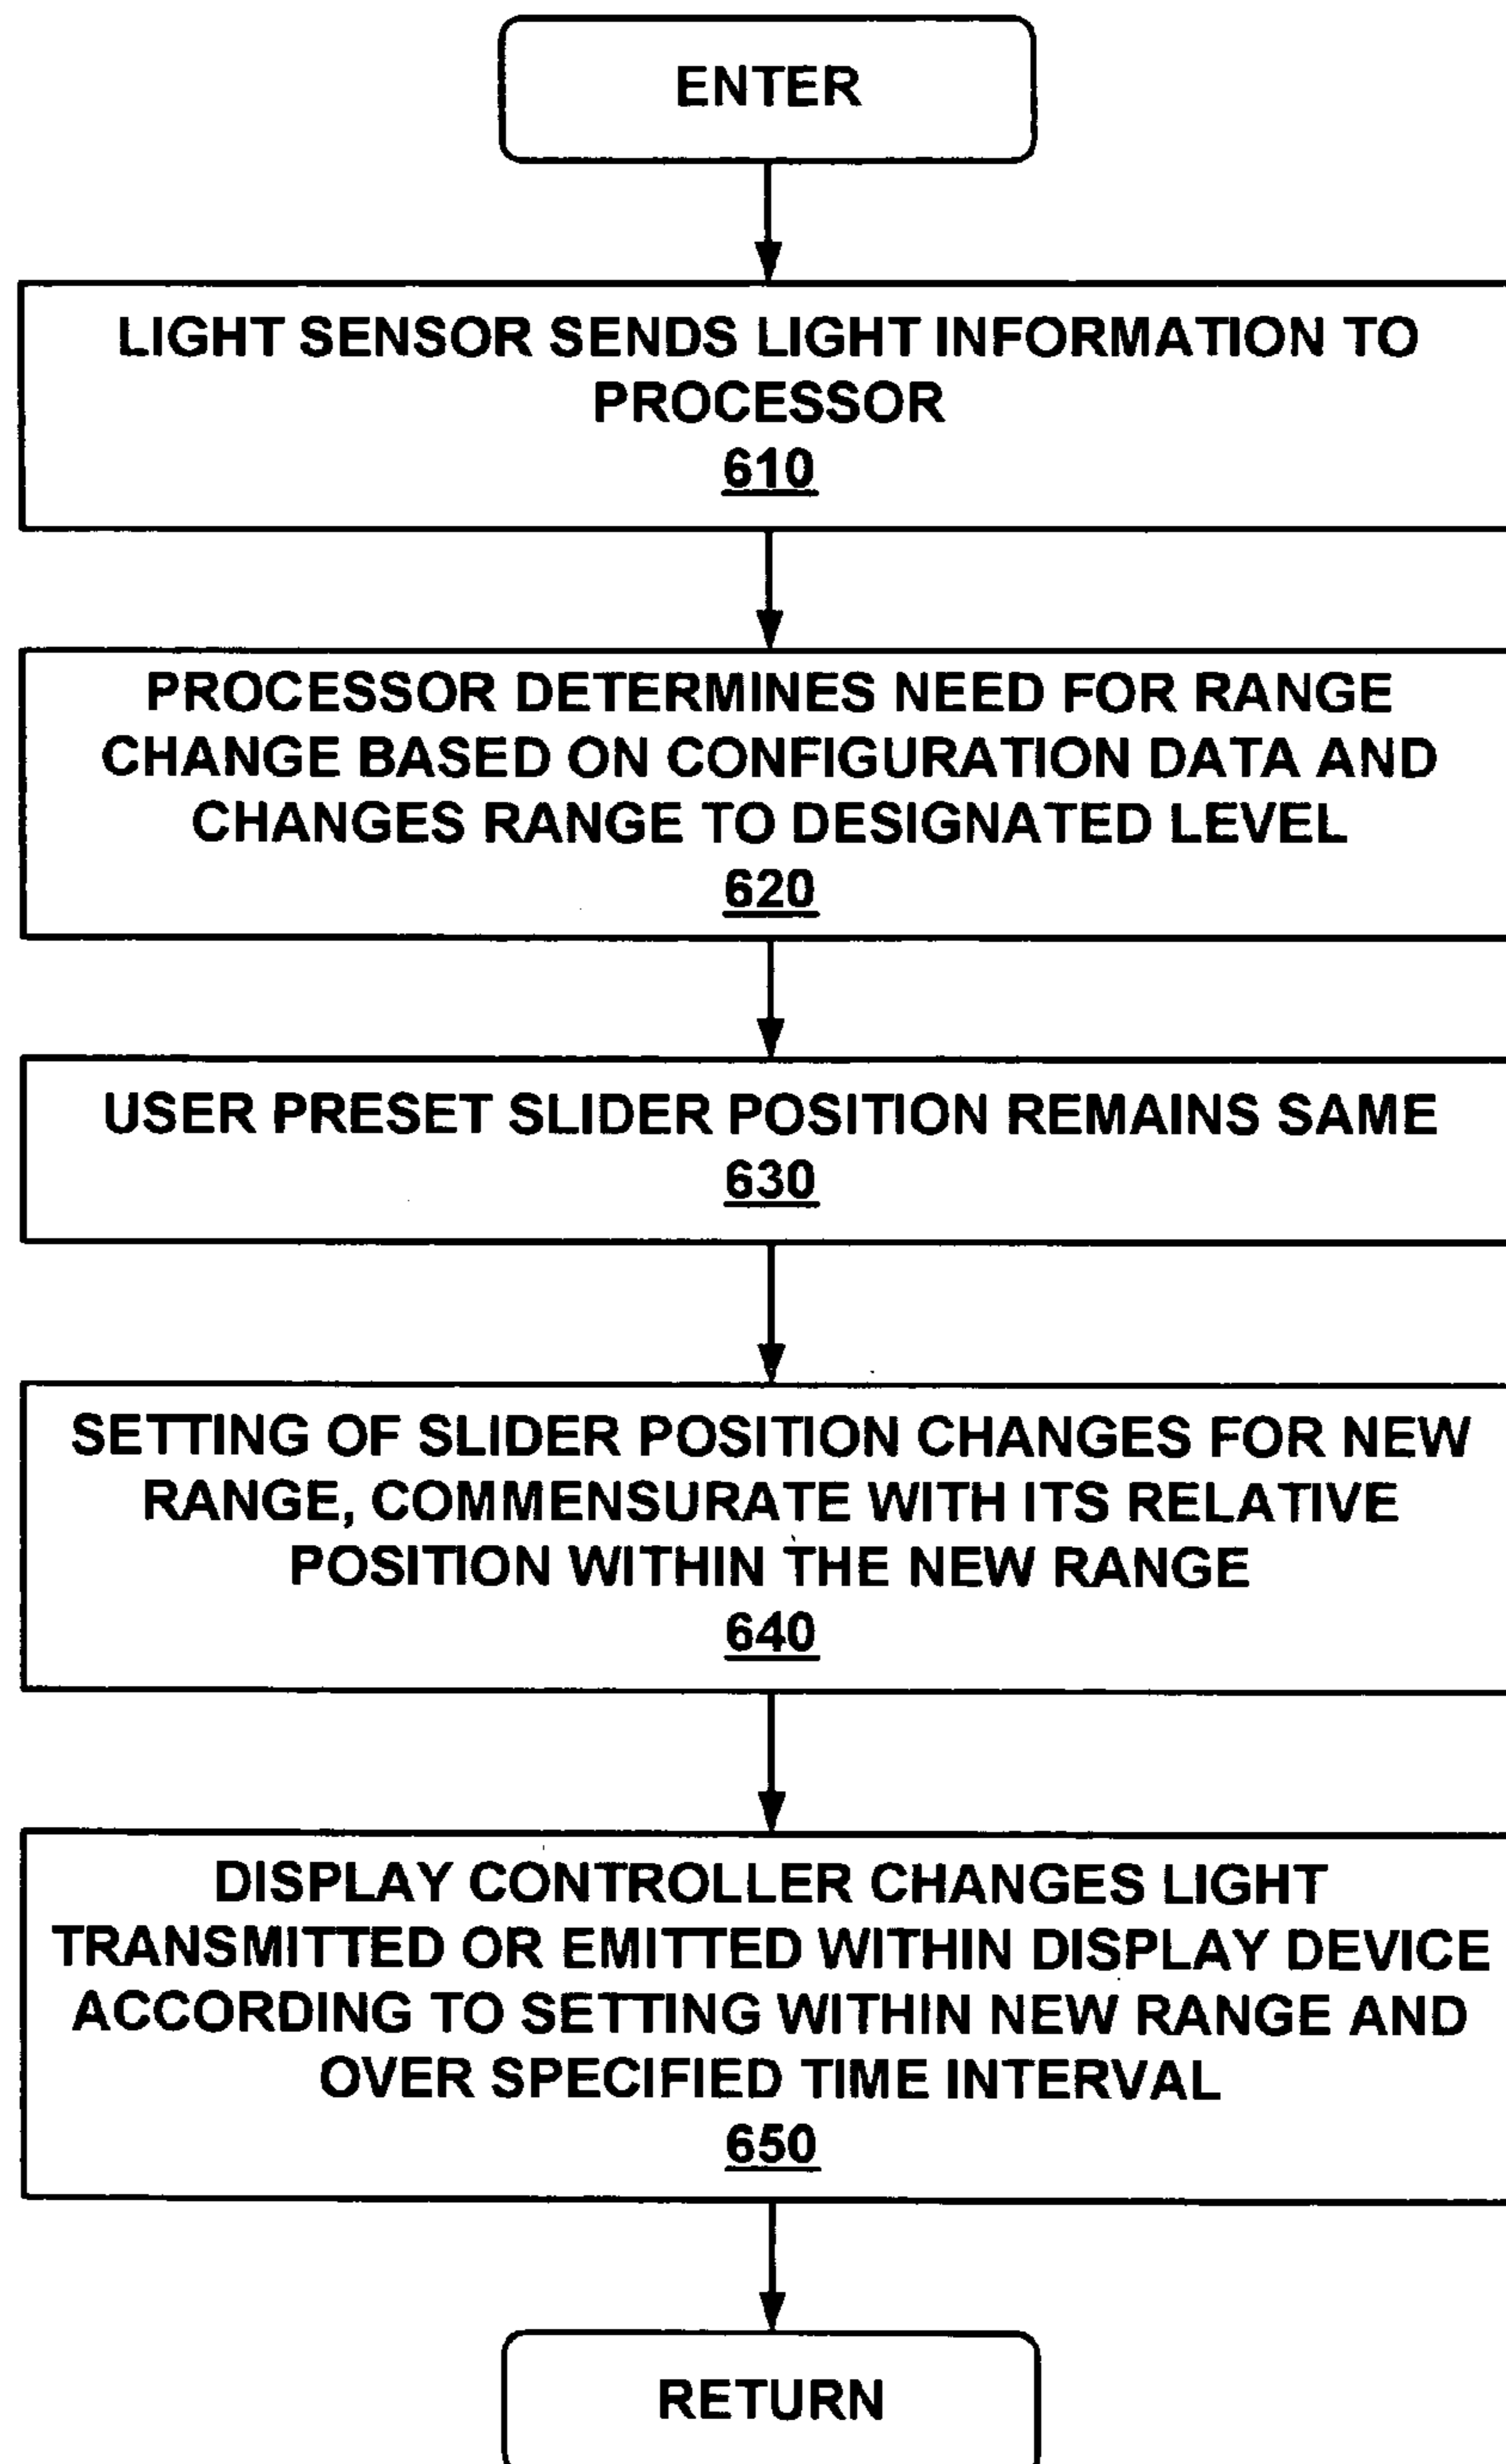 ENTER
LIGHT SENSOR SENDS LIGHT INFORMATION TO
PROCESSOR
610
PROCESSOR DETERMINES NEED FOR RANGE
CHANGE BASED ON CONFIGURATION DATA AND
CHANGES RANGE TO DESIGNATED LEVEL
620
USER PRESET SLIDER POSITION REMAINS SAME
630
SETTING OF SLIDER POSITION CHANGES FOR NEW
RANGE, COMMENSURATE WITH ITS RELATIVE
POSITION WITHIN THE NEW RANGE
640
DISPLAY CONTROLLER CHANGES LIGHT
TRANSMITTED OR EMITTED WITHIN DISPLAY DEVICE
ACCORDING TO SETTING WITHIN NEW RANGE AND
OVER SPECIFIED TIME INTERVAL
650
RETURN